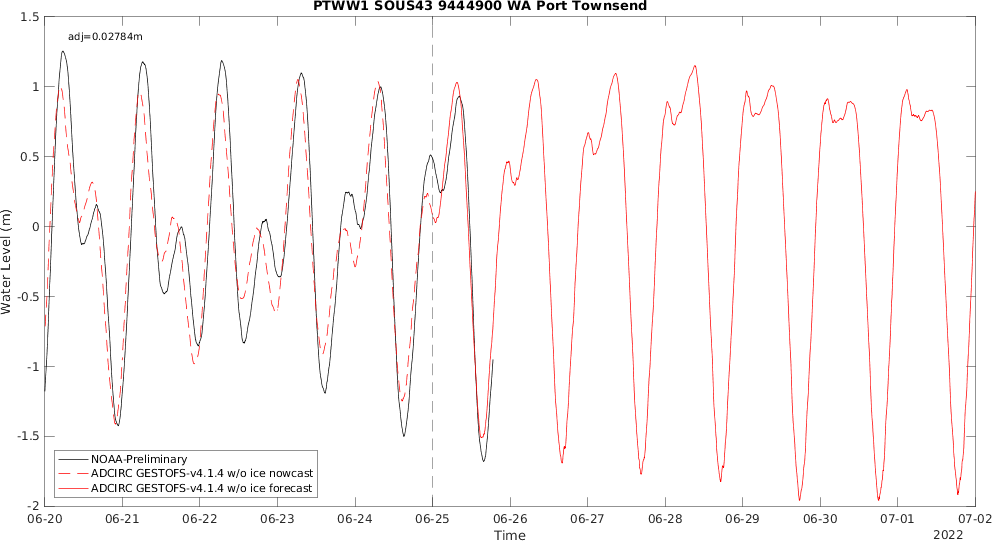 PTWW1 SOUS43 9444900 WA Port Townsend
adj=0.02784m
1.5
1
0.5
0
-0.5
-1
-1.5
-2
Water Level (m)
NOAA-Preliminary
ADCIRC GESTOFS-v4.1.4 w/o ice nowcast
ADCIRC GESTOFS-v4.1.4 w/o ice forecast
06-20 06-21 06-22 06-23 06-24 06-25 06-26 06-27 06-28 06-29 06-30 07-01 07-02
Time
2022